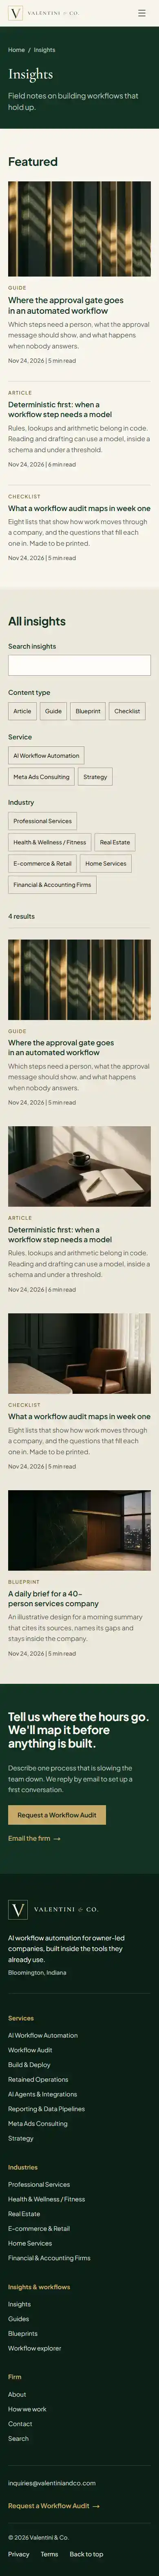 V VALENTINI & CO.
Home / Insights
Insights
Field notes on building workflows that
hold up.
Featured
GUIDE
Where the approval gate goes
in an automated workflow
Which steps need a person, what the approval
message should show, and what happens
when nobody answers.
Nov 24, 2026 | 5 min read
ARTICLE
Deterministic first: when a
workflow step needs a model
Rules, lookups and arithmetic belong in code.
Reading and drafting can use a model, inside a
schema and under a threshold.
Nov 24, 2026 | 6 min read
CHECKLIST
What a workflow audit maps in week one
Eight lists that show how work moves through
a company, and the questions that fill each
one in. Made to be printed.
Nov 24, 2026 | 5 min read
All insights
Search insights
Content type
Article Guide Blueprint Checklist
Service
AI Workflow Automation
Meta Ads Consulting Strategy
Industry
Professional Services
Health & Wellness / Fitness Real Estate
E-commerce & Retail Home Services
Financial & Accounting Firms
4 results
GUIDE
Where the approval gate goes
in an automated workflow
Which steps need a person, what the approval
message should show, and what happens
when nobody answers.
Nov 24, 2026 | 5 min read
ARTICLE
Deterministic first: when a
workflow step needs a model
Rules, lookups and arithmetic belong in code.
Reading and drafting can use a model, inside a
schema and under a threshold.
Nov 24, 2026 | 6 min read
CHECKLIST
What a workflow audit maps in week one
Eight lists that show how work moves through
a company, and the questions that fill each
one in. Made to be printed.
Nov 24, 2026 | 5 min read
BLUEPRINT
A daily brief for a 40-
person services company
An illustrative design for a morning summary
that cites its sources, names its gaps and
stays inside the company.
Nov 24, 2026 | 5 min read
Tell us where the hours go.
We'll map it before
anything is built.
Describe one process that is slowing the
team down. We reply by email to set up a
first conversation.
Request a Workflow Audit
Email the firm →
V VALENTINI & CO.
AI workflow automation for owner-led
companies, built inside the tools they
already use.
Bloomington, Indiana
Services
AI Workflow Automation
Workflow Audit
Build & Deploy
Retained Operations
AI Agents & Integrations
Reporting & Data Pipelines
Meta Ads Consulting
Strategy
Industries
Professional Services
Health & Wellness / Fitness
Real Estate
E-commerce & Retail
Home Services
Financial & Accounting Firms
Insights & workflows
Insights
Guides
Blueprints
Workflow explorer
Firm
About
How we work
Contact
Search
inquiries@valentiniandco.com
Request a Workflow Audit →
© 2026 Valentini & Co.
Privacy Terms Back to top